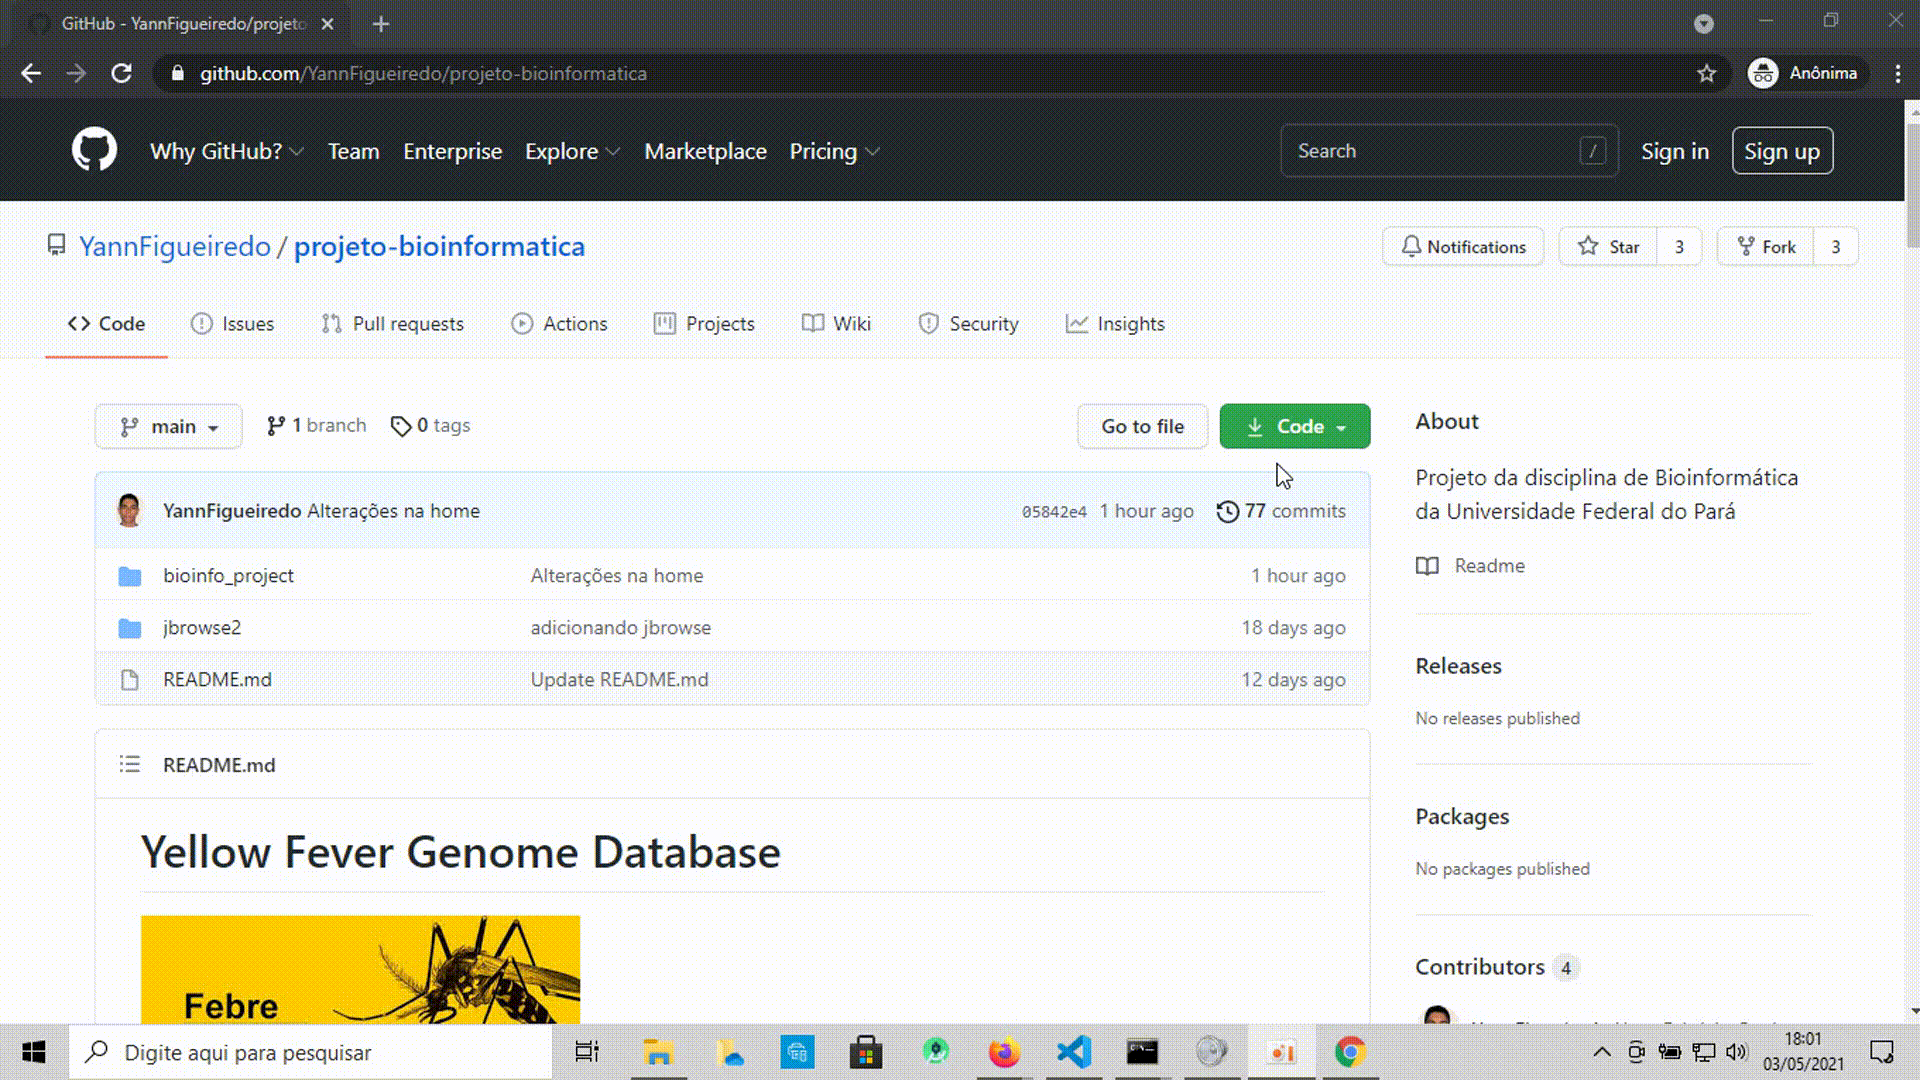 GitHub - YannFigueiredo/projeto
github.com/YannFigueiredo/projeto-bioinformatica
Anônima
Why GitHub? Team Enterprise Explore Marketplace Pricing
Search /
Sign in Sign up
YannFigueiredo / projeto-bioinformatica
Notifications Star 3 Fork 3
Code Issues Pull requests Actions Projects Wiki Security Insights
main 1 branch 0 tags
Go to file Code
About
Projeto da disciplina de Bioinformática
da Universidade Federal do Pará
YannFigueiredo Alterações na home 05842e4 1 hour ago 77 commits
bioinfo_project Alterações na home 1 hour ago
Readme
jbrowse2 adicionando jbrowse 18 days ago
README.md Update README.md 12 days ago
Releases
No releases published
README.md
Packages
No packages published
Yellow Fever Genome Database
Febre
Contributors 4
Digite aqui para pesquisar
18:01
03/05/2021